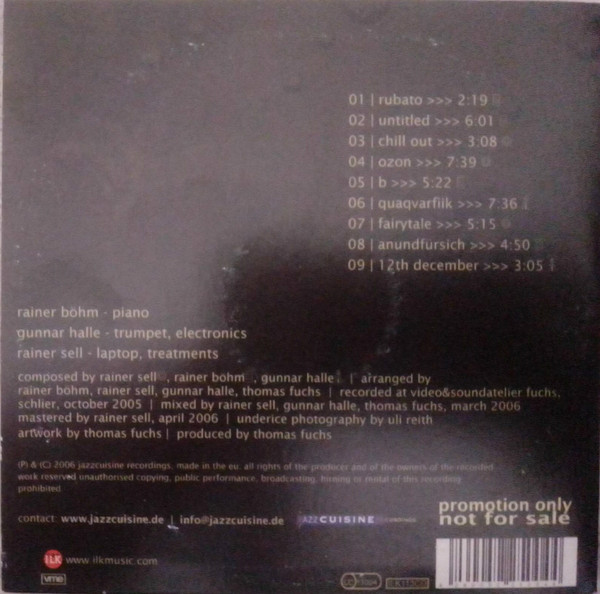 01 | rubato >>> 2:19
02 | untitled >>> 6:01
03 | chill out >>> 3:08
04 | ozon >>> 7:39
05 | b >>> 5:22
06 | quaqvarfiik >>> 7:36
07 | fairytale >>> 5:15
08 | anundfursich >>> 4:50
09 | 12th december >>> 3:05
rainer böhm - piano
gunnar halle - trumpet, electronics
rainer sell - laptop, treatments
composed by rainer sell , rainer böhm , gunnar halle | arranged by
rainer böhm, rainer sell, gunnar halle, thomas fuchs | recorded at video&soundatelier fuchs,
schlier, october 2005 | mixed by rainer sell, gunnar halle, thomas fuchs, march 2006
mastered by rainer sell, april 2006 | underice photography by uli reith
artwork by thomas fuchs | produced by thomas fuchs
(P) & (C) 2006 jazzcuisine recordings, made in the eu. all rights of the producer and of the owners of the recorded
work reserved unauthorised copying, public performance, broadcasting, of this recording
prohibited.
contact: www.jazzcuisine.de | info@jazzcuisine.de
JAZZCUISINE
promotion only
not for sale
ILK www.ilkmusic.com
vme